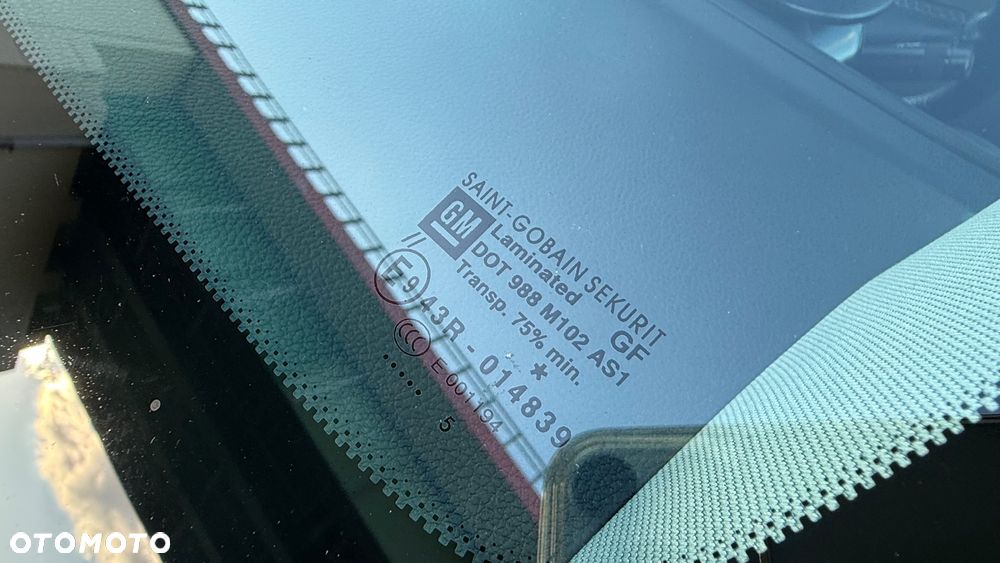 SAINT-GOBAIN SEKURIT
GM
Laminated GF
DOT 988 M102 AS1
Transp. 75% min.
//
E9 43R - 014839
CCC E 001194
..... 5
OTOMOTO